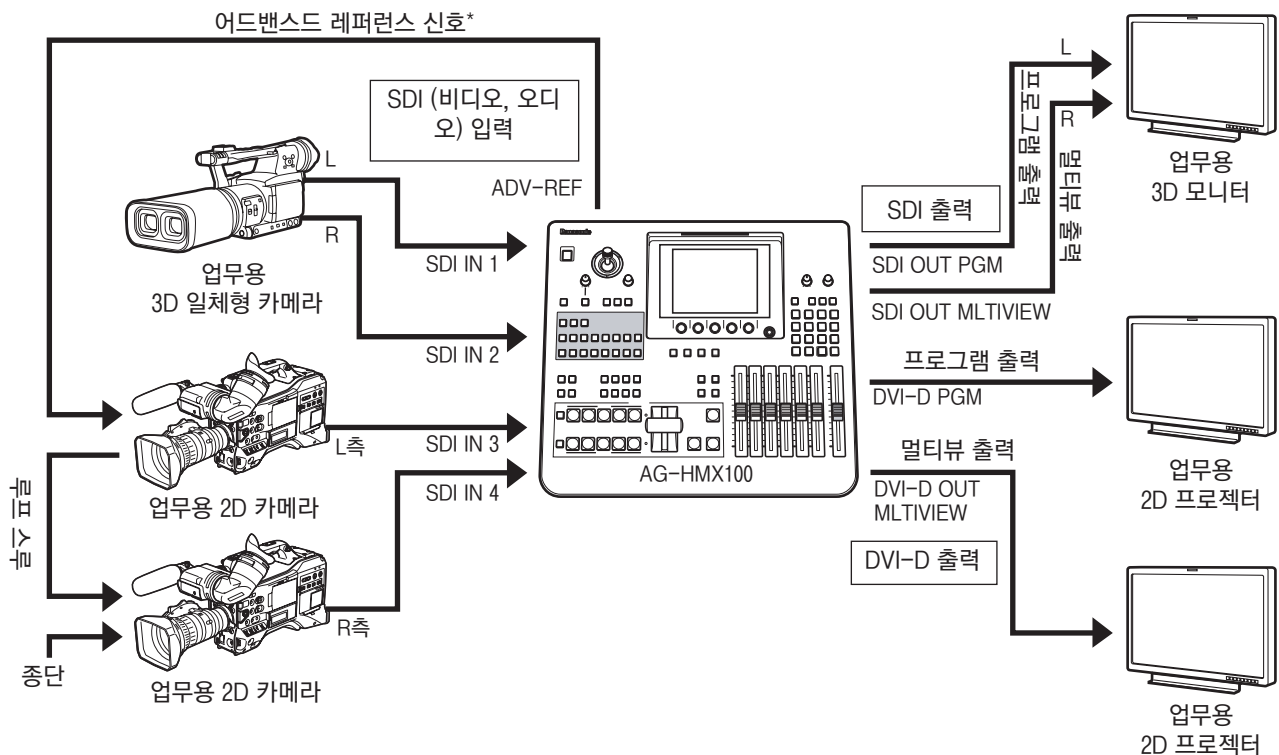 어드밴스드 레퍼런스 신호*
SDI (비디오, 오디
오) 입력
ADV-REF
L
R
업무용
3D 일체형 카메라
SDI IN 1
SDI IN 2
L측
SDI IN 3
업무용 2D 카메라
SDI IN 4
루프 스루
R측
종단
업무용 2D 카메라
Panasonic
AG-HMX100
SDI 출력
L
프로그램 출력
R
멀티뷰 출력
SDI OUT PGM
SDI OUT MLTIVIEW
업무용
3D 모니터
프로그램 출력
DVI-D PGM
업무용
2D 프로젝터
멀티뷰 출력
DVI-D OUT
MLTIVIEW
DVI-D 출력
업무용
2D 프로젝터